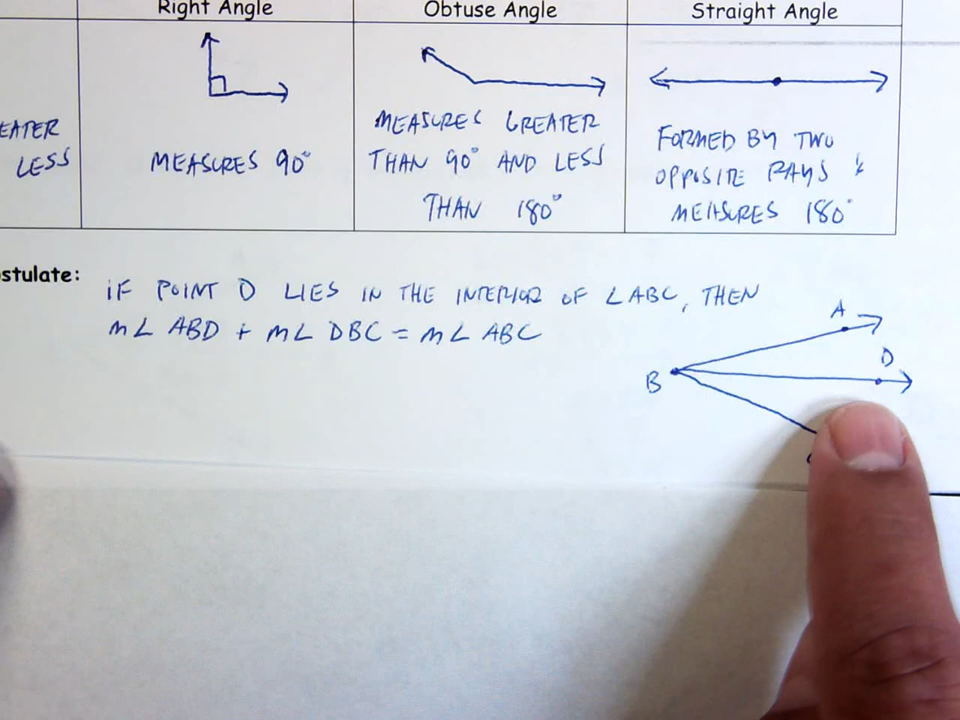 Right Angle
Obtuse Angle
Straight Angle
EATER
LESS
MEASURES 90°
MEASURES GREATER
THAN 90° AND LESS
THAN 180°
FORMED BY TWO
OPPOSITE RAYS &
MEASURES 180°
stulate:
IF POINT D LIES IN THE INTERIOR OF ∠ABC, THEN
m∠ ABD + m∠ DBC = m∠ ABC
A
D
B